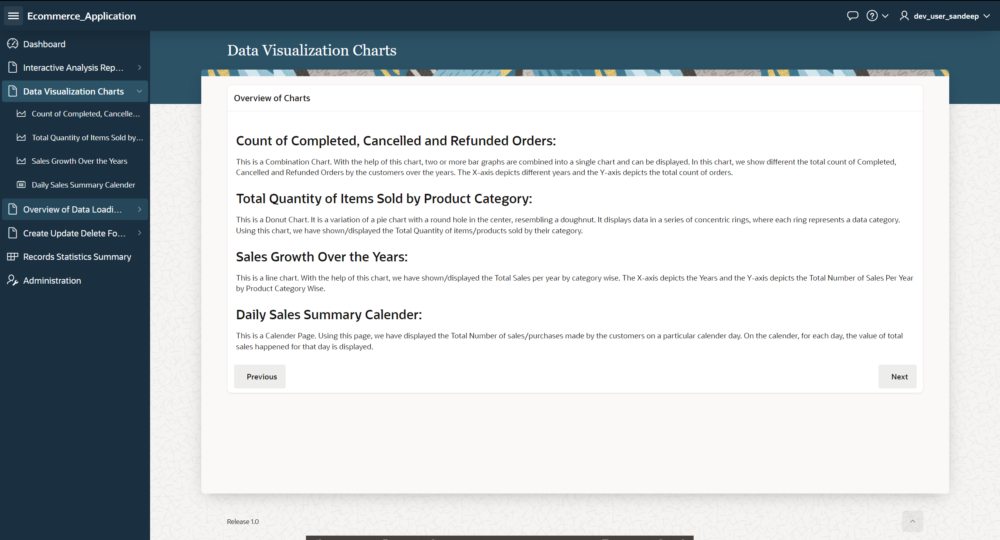 Ecommerce_Application
dev_user_sandeep
Dashboard
Interactive Analysis Rep...
Data Visualization Charts
Count of Completed, Cancelle...
Total Quantity of Items Sold by...
Sales Growth Over the Years
Daily Sales Summary Calender
Overview of Data Loadi...
Create Update Delete Fo...
Records Statistics Summary
Administration
Data Visualization Charts
Overview of Charts
Count of Completed, Cancelled and Refunded Orders:
This is a Combination Chart. With the help of this chart, two or more bar graphs are combined into a single chart and can be displayed. In this chart, we show different the total count of Completed,
Cancelled and Refunded Orders by the customers over the years. The X-axis depicts different years and the Y-axis depicts the total count of orders.
Total Quantity of Items Sold by Product Category:
This is a Donut Chart. It is a variation of a pie chart with a round hole in the center, resembling a doughnut. It displays data in a series of concentric rings, where each ring represents a data category.
Using this chart, we have shown/displayed the Total Quantity of items/products sold by their category.
Sales Growth Over the Years:
This is a line chart. With the help of this chart, we have shown/displayed the Total Sales per year by category wise. The X-axis depicts the Years and the Y-axis depicts the Total Number of Sales Per Year
by Product Category Wise.
Daily Sales Summary Calender:
This is a Calender Page. Using this page, we have displayed the Total Number of sales/purchases made by the customers on a particular calender day. On the calender, for each day, the value of total
sales happened for that day is displayed.
Previous
Next
Release 1.0